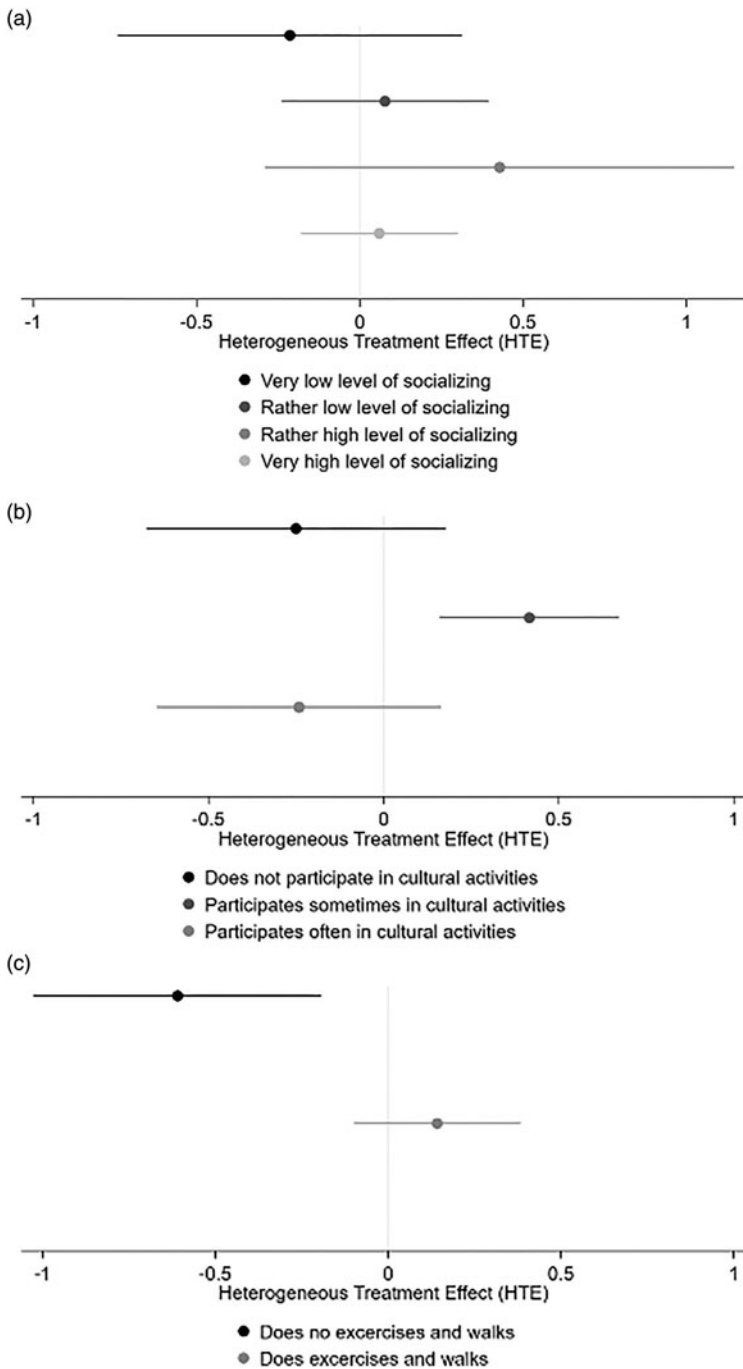 (a)
-1 -0.5 0 0.5 1
Heterogeneous Treatment Effect (HTE)
Very low level of socializing
Rather low level of socializing
Rather high level of socializing
Very high level of socializing
(b)
-1 -0.5 0 0.5 1
Heterogeneous Treatment Effect (HTE)
Does not participate in cultural activities
Participates sometimes in cultural activities
Participates often in cultural activities
(c)
-1 -0.5 0 0.5 1
Heterogeneous Treatment Effect (HTE)
Does no excercises and walks
Does excercises and walks